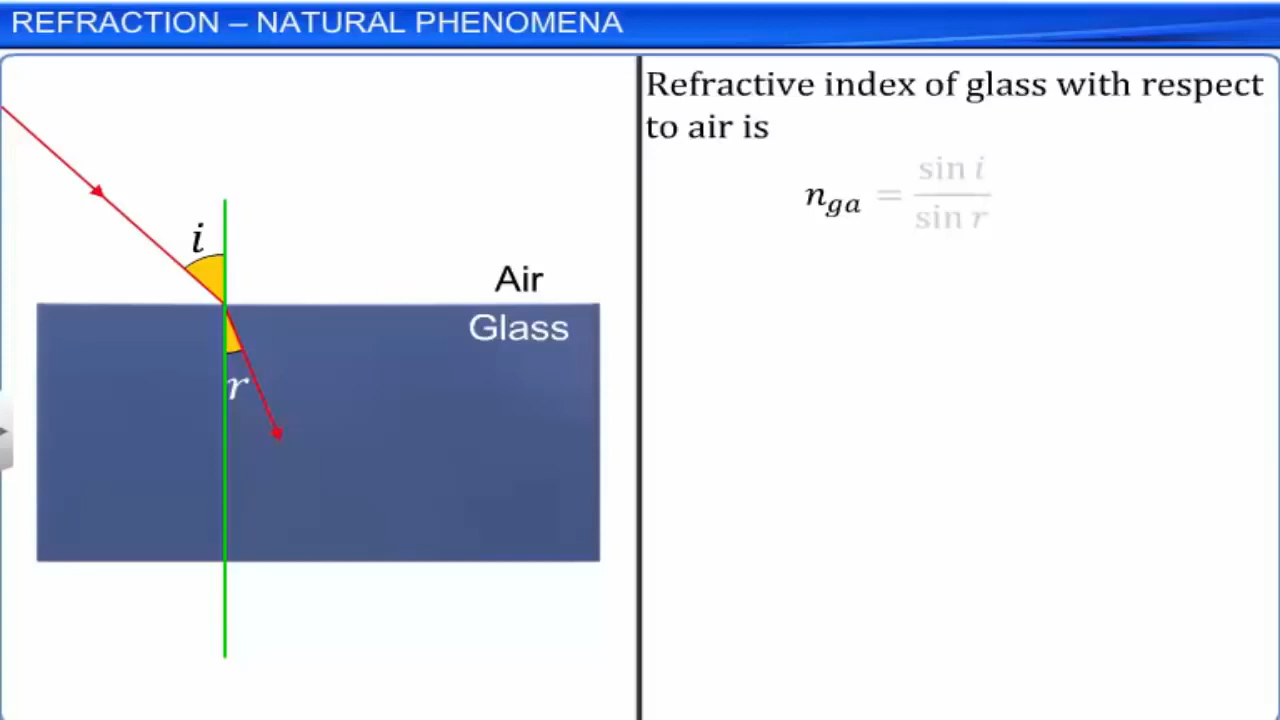 REFRACTION – NATURAL PHENOMENA
Refractive index of glass with respect
to air is
n_ga = sin i / sin r
i
Air
Glass
r